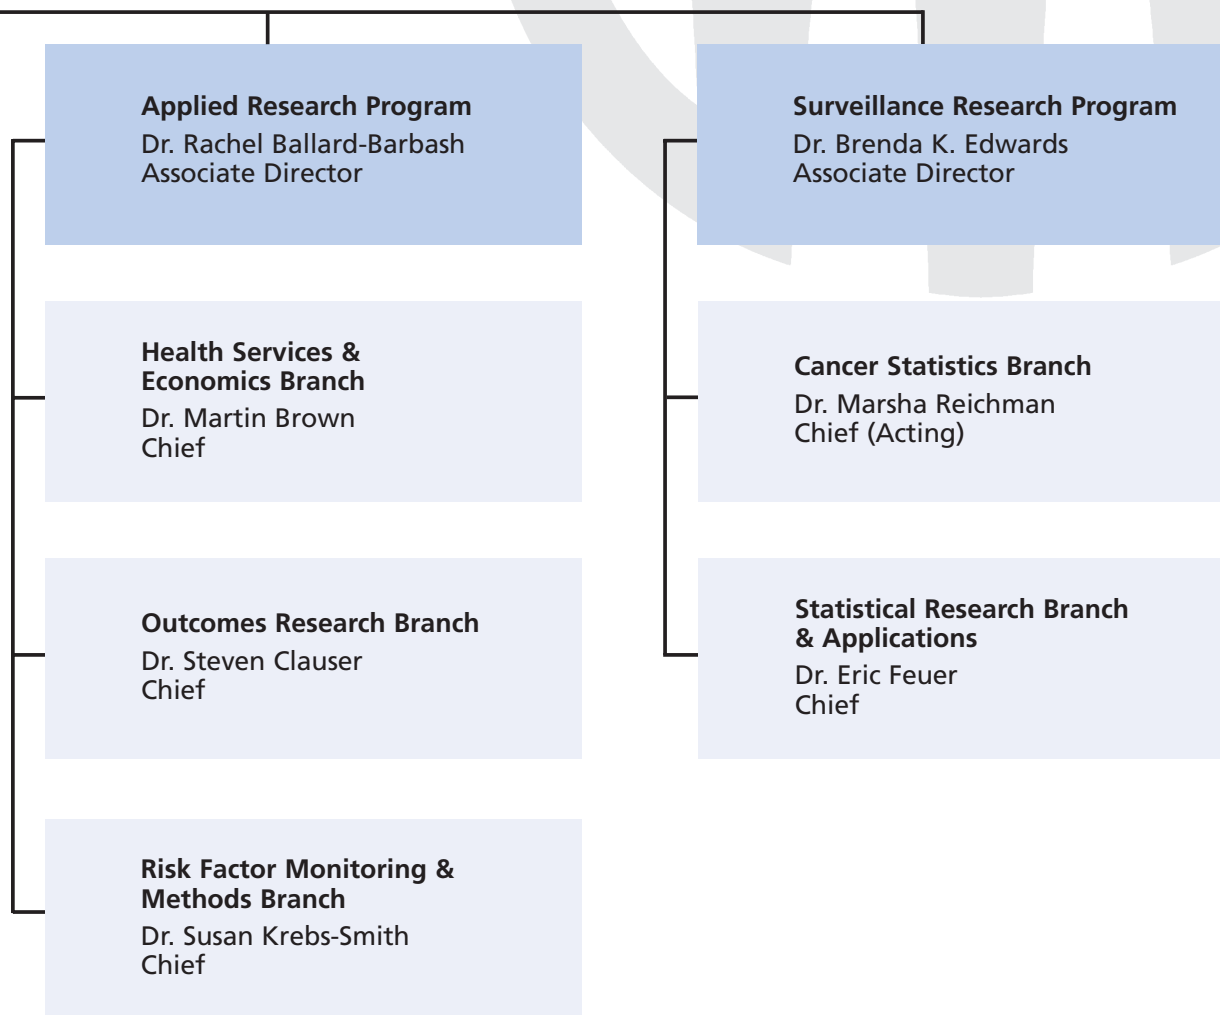 Applied Research Program
Dr. Rachel Ballard-Barbash
Associate Director
Health Services &
Economics Branch
Dr. Martin Brown
Chief
Outcomes Research Branch
Dr. Steven Clauser
Chief
Risk Factor Monitoring &
Methods Branch
Dr. Susan Krebs-Smith
Chief
Surveillance Research Program
Dr. Brenda K. Edwards
Associate Director
Cancer Statistics Branch
Dr. Marsha Reichman
Chief (Acting)
Statistical Research Branch
& Applications
Dr. Eric Feuer
Chief